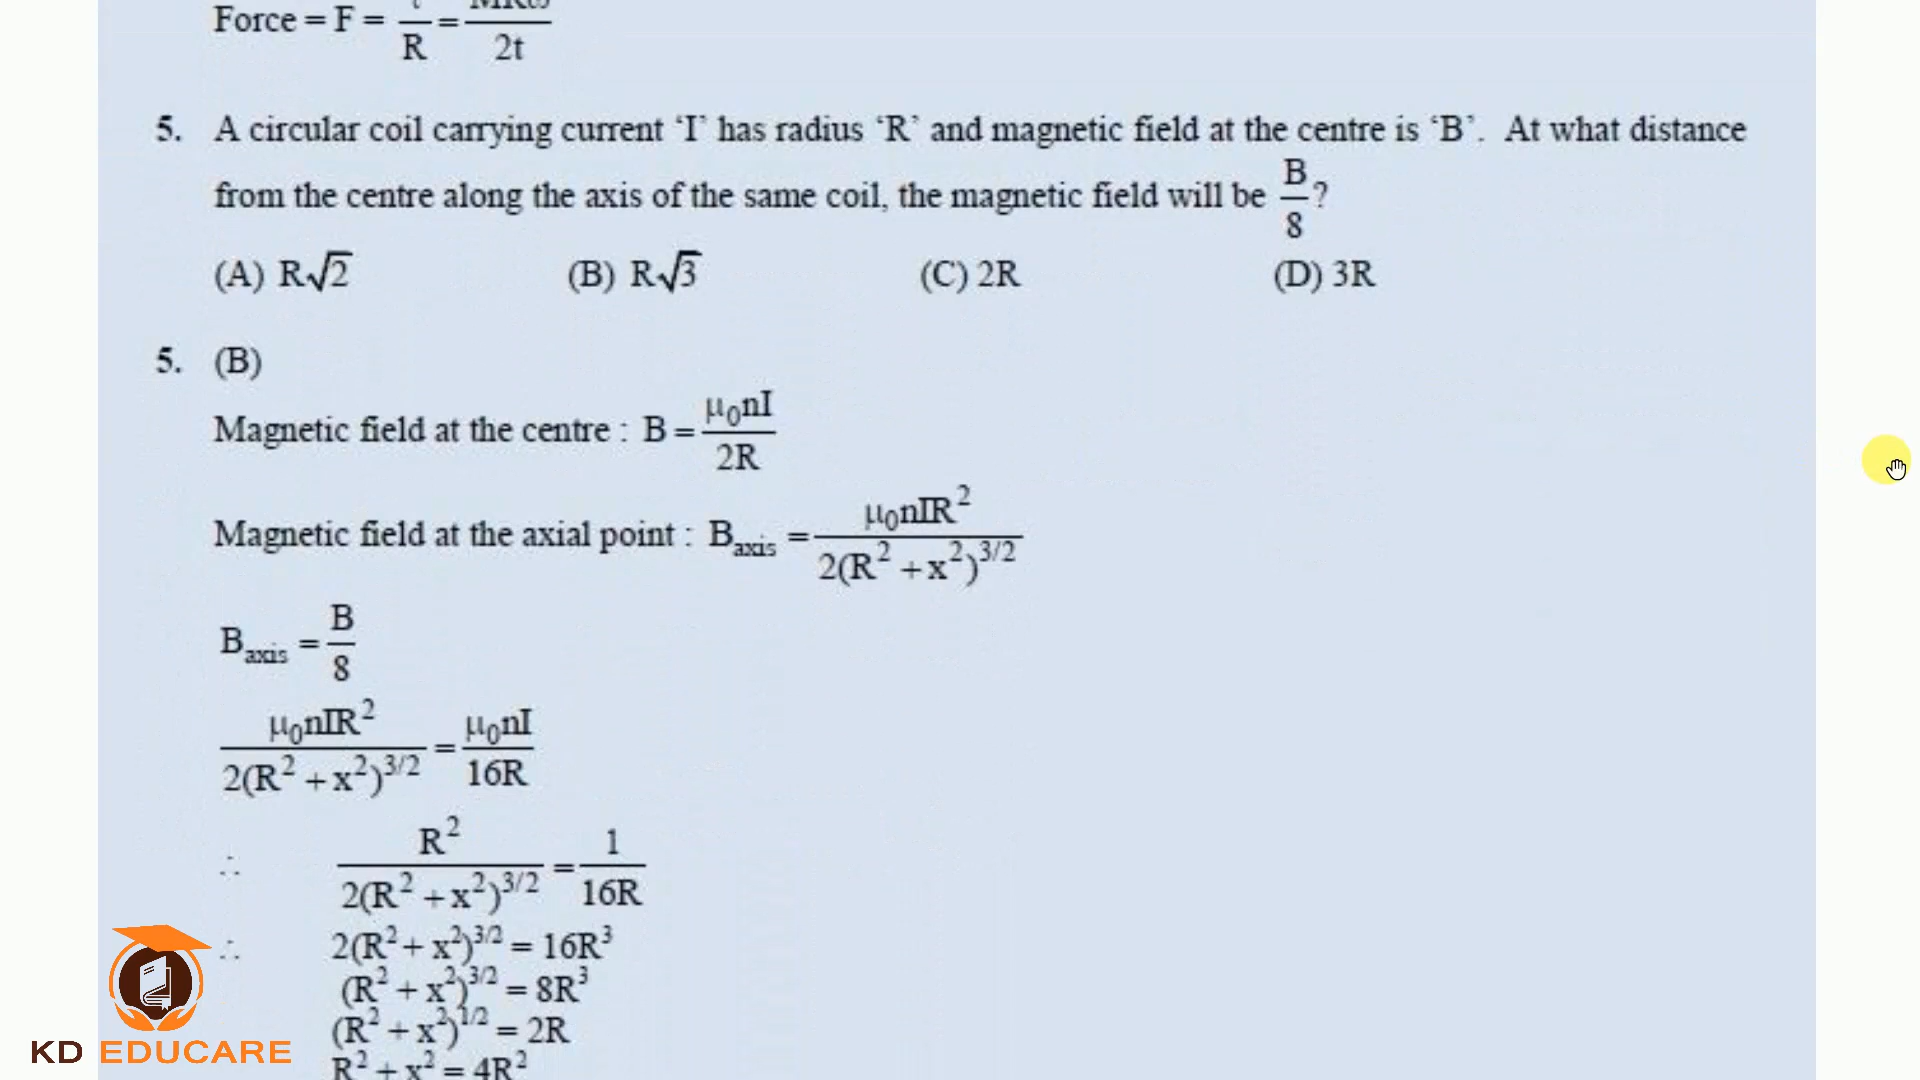 Force = F = τ/R = MRω/2t
5. A circular coil carrying current ‘I’ has radius ‘R’ and magnetic field at the centre is ‘B’. At what distance
from the centre along the axis of the same coil, the magnetic field will be B/8?
(A) R√2 (B) R√3 (C) 2R (D) 3R
5. (B)
Magnetic field at the centre : B = μ₀nI/2R
Magnetic field at the axial point : B_axis = μ₀nIR²/2(R² + x²)^3/2
B_axis = B/8
μ₀nIR²/2(R² + x²)^3/2 = μ₀nI/16R
∴ R²/2(R² + x²)^3/2 = 1/16R
∴ 2(R² + x²)^3/2 = 16R³
(R² + x²)^3/2 = 8R³
(R² + x²)^1/2 = 2R
R² + x² = 4R²
KD EDUCARE